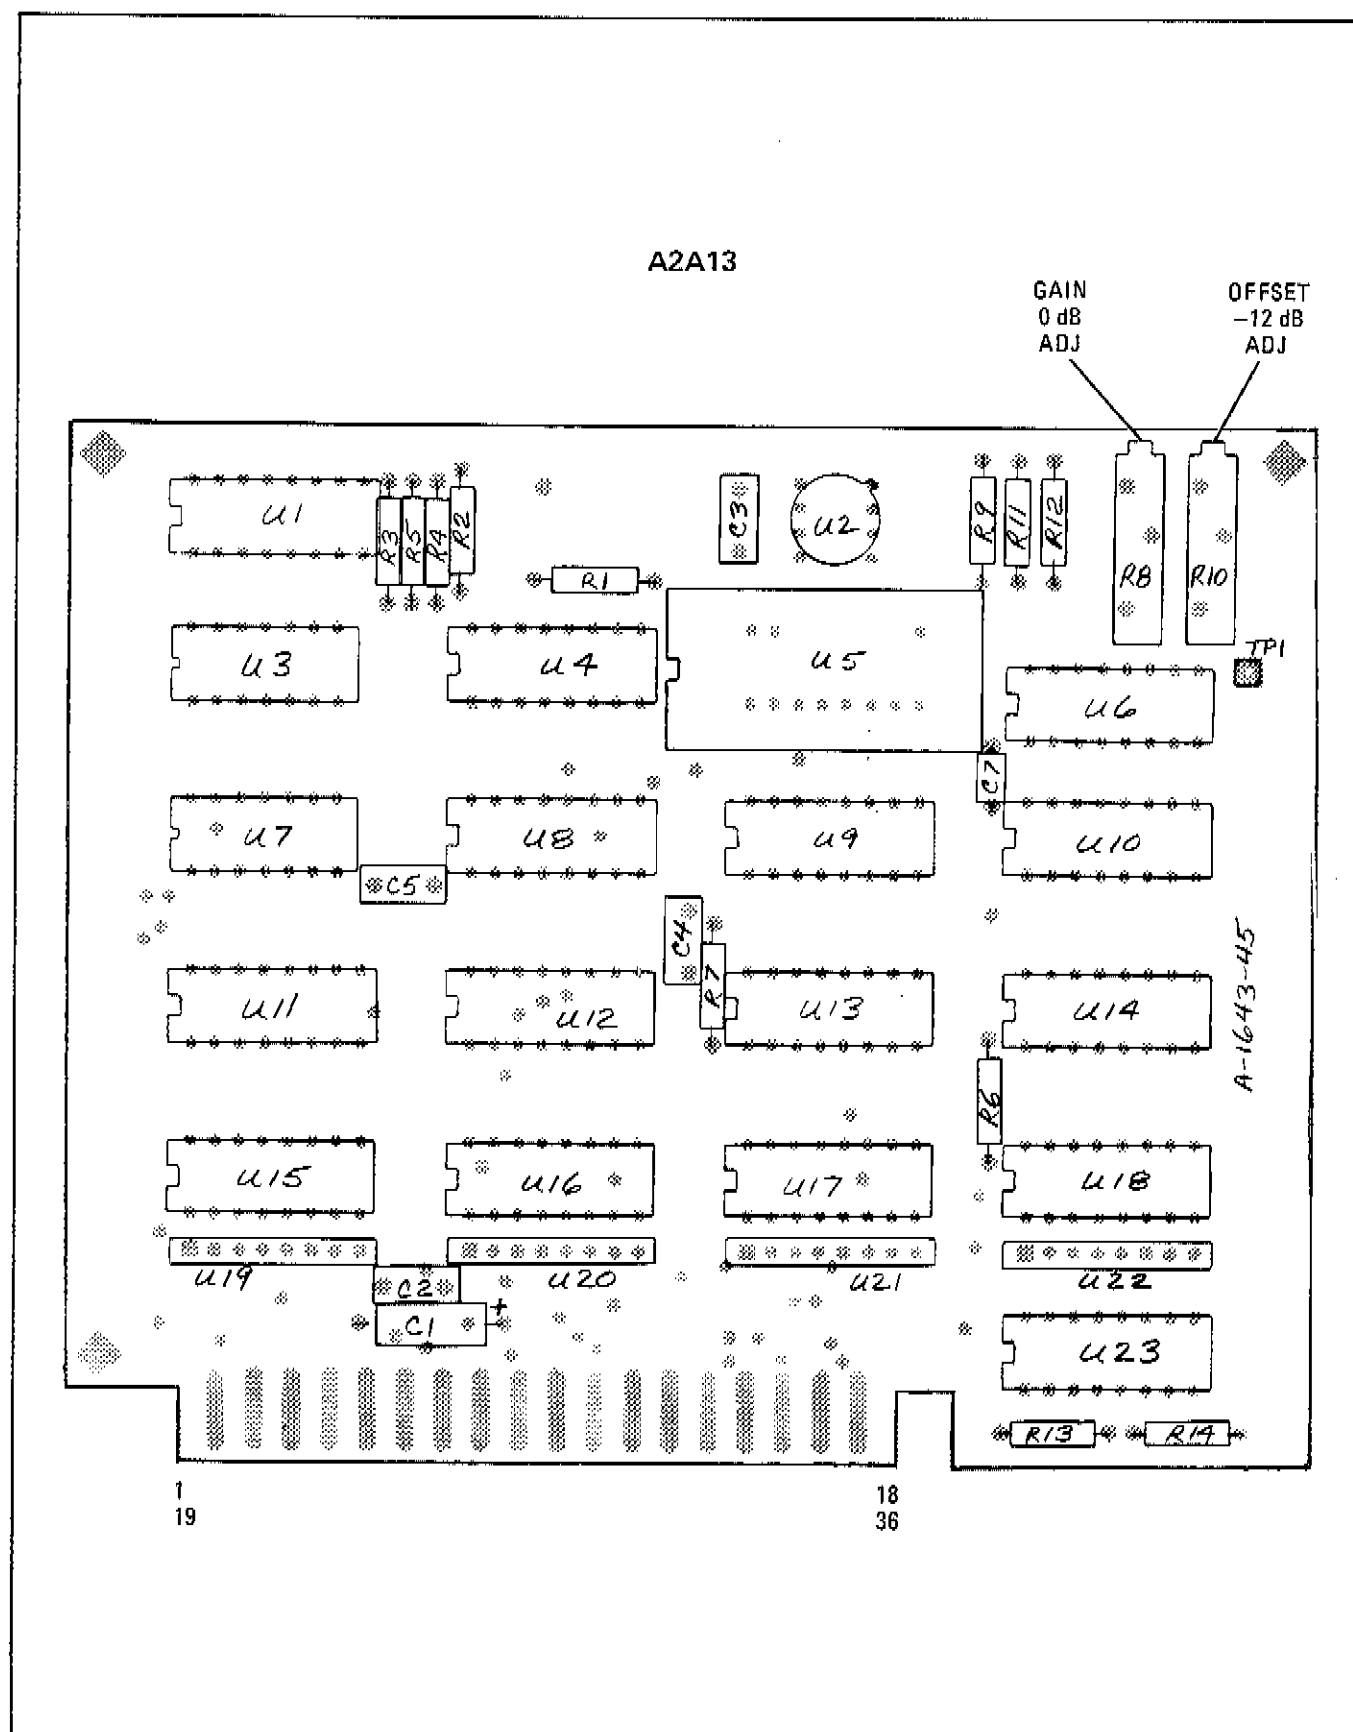 A2A13
GAIN
0 dB
ADJ
OFFSET
–12 dB
ADJ
U1
R3
R5
R4
R2
R1
C3
U2
R9
R11
R12
R8
R10
TP1
U3
U4
U5
U6
C7
U7
U8
U9
U10
C5
C4
R7
U11
U12
U13
U14
A-1643-45
R6
U15
U16
U17
U18
U19
U20
U21
U22
C2
C1
+
U23
R13
R14
1
19
18
36